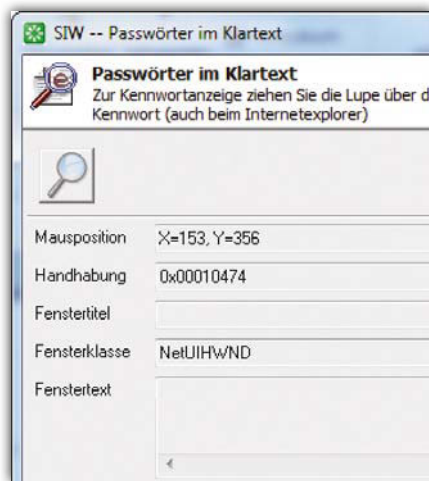 SIW -- Passwörter im Klartext
Passwörter im Klartext
Zur Kennwortanzeige ziehen Sie die Lupe über
Kennwort (auch beim Internetexplorer)
Mausposition X=153, Y=356
Handhabung 0x00010474
Fenstertitel
Fensterklasse NetUIHWND
Fenstertext